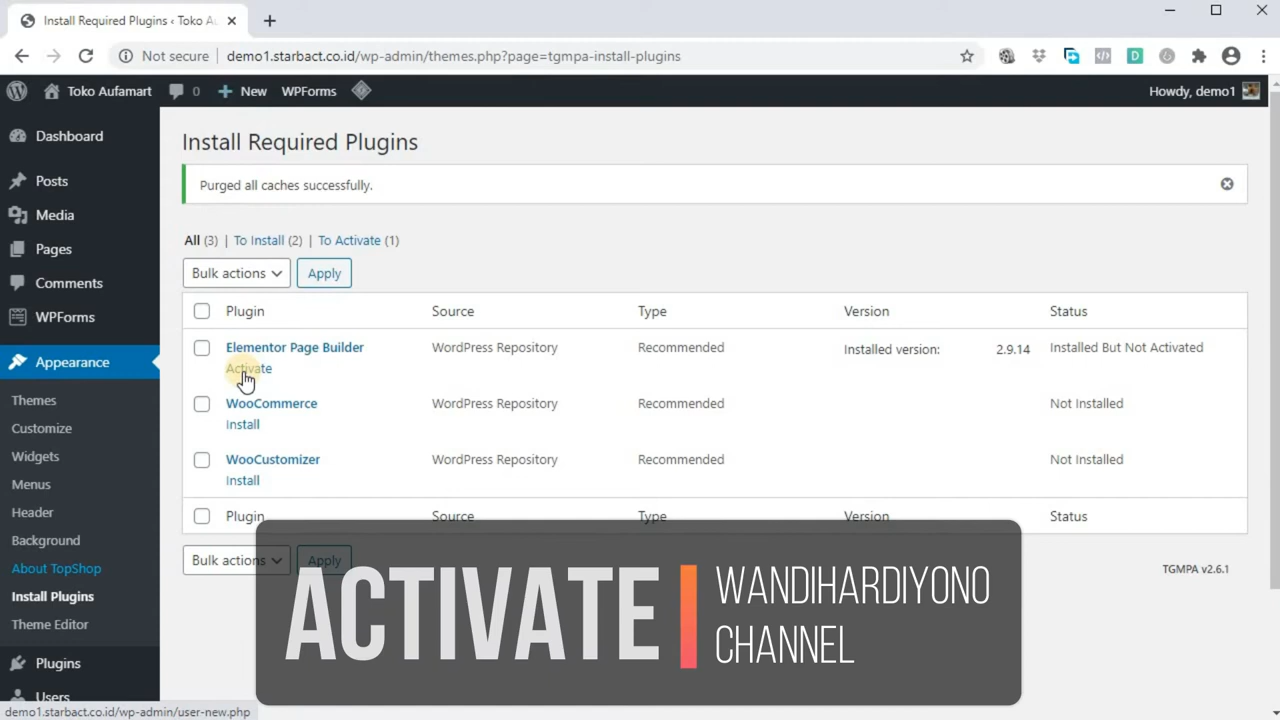 Install Required Plugins ‹ Toko Au
Not secure | demo1.starbact.co.id/wp-admin/themes.php?page=tgmpa-install-plugins
Toko Aufamart 0 New WPForms Howdy, demo1
Dashboard
Posts
Media
Pages
Comments
WPForms
Appearance
Themes
Customize
Widgets
Menus
Header
Background
About TopShop
Install Plugins
Theme Editor
Plugins
Users
Install Required Plugins
Purged all caches successfully.
All (3) | To Install (2) | To Activate (1)
Bulk actions Apply
Plugin Source Type Version Status
Elementor Page Builder WordPress Repository Recommended Installed version: 2.9.14 Installed But Not Activated
Activate
WooCommerce WordPress Repository Recommended Not Installed
Install
WooCustomizer WordPress Repository Recommended Not Installed
Install
Plugin Source Type Version Status
Bulk actions Apply
TGMPA v2.6.1
ACTIVATE
WANDIHARDIYONO
CHANNEL
demo1.starbact.co.id/wp-admin/user-new.php